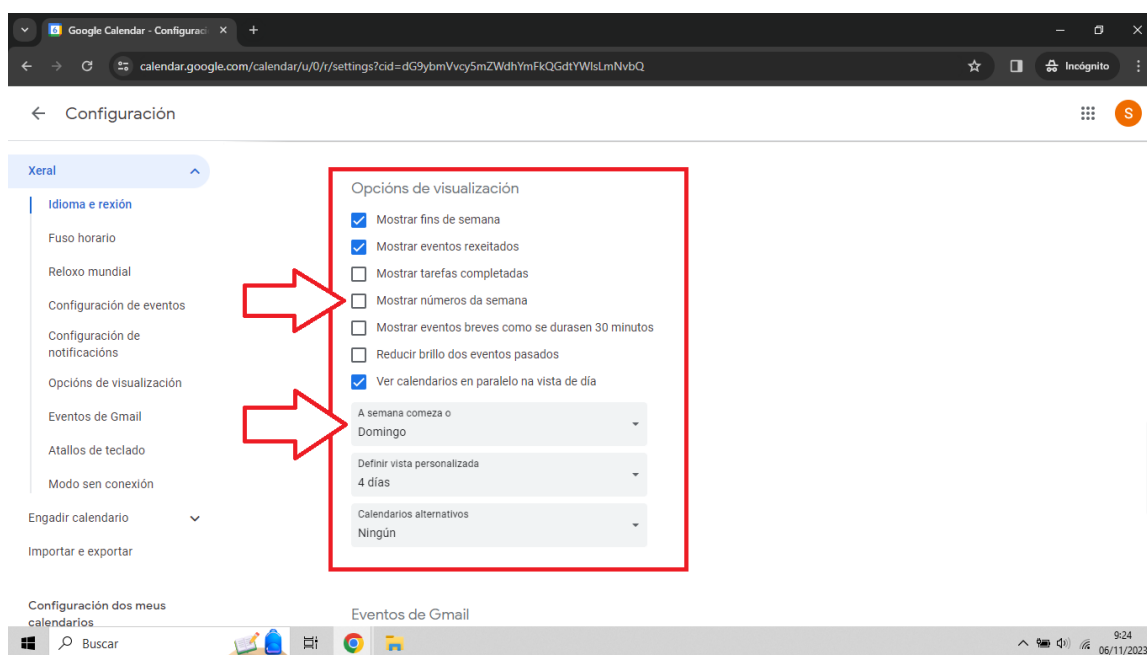 Google Calendar - Configuraci
calendar.google.com/calendar/u/0/r/settings?cid=dG9ybmVvcy5mZWdhYmFkQGdtYWlsLmNvbQ
Incógnito
Configuración
S
Xeral
Idioma e rexión
Fuso horario
Reloxo mundial
Configuración de eventos
Configuración de
notificacións
Opcións de visualización
Eventos de Gmail
Atallos de teclado
Modo sen conexión
Engadir calendario
Importar e exportar
Configuración dos meus
calendarios
Opcións de visualización
Mostrar fins de semana
Mostrar eventos rexeitados
Mostrar tarefas completadas
Mostrar números da semana
Mostrar eventos breves como se durasen 30 minutos
Reducir brillo dos eventos pasados
Ver calendarios en paralelo na vista de día
A semana comeza o
Domingo
Definir vista personalizada
4 días
Calendarios alternativos
Ningún
Eventos de Gmail
Buscar
9:24
06/11/2023